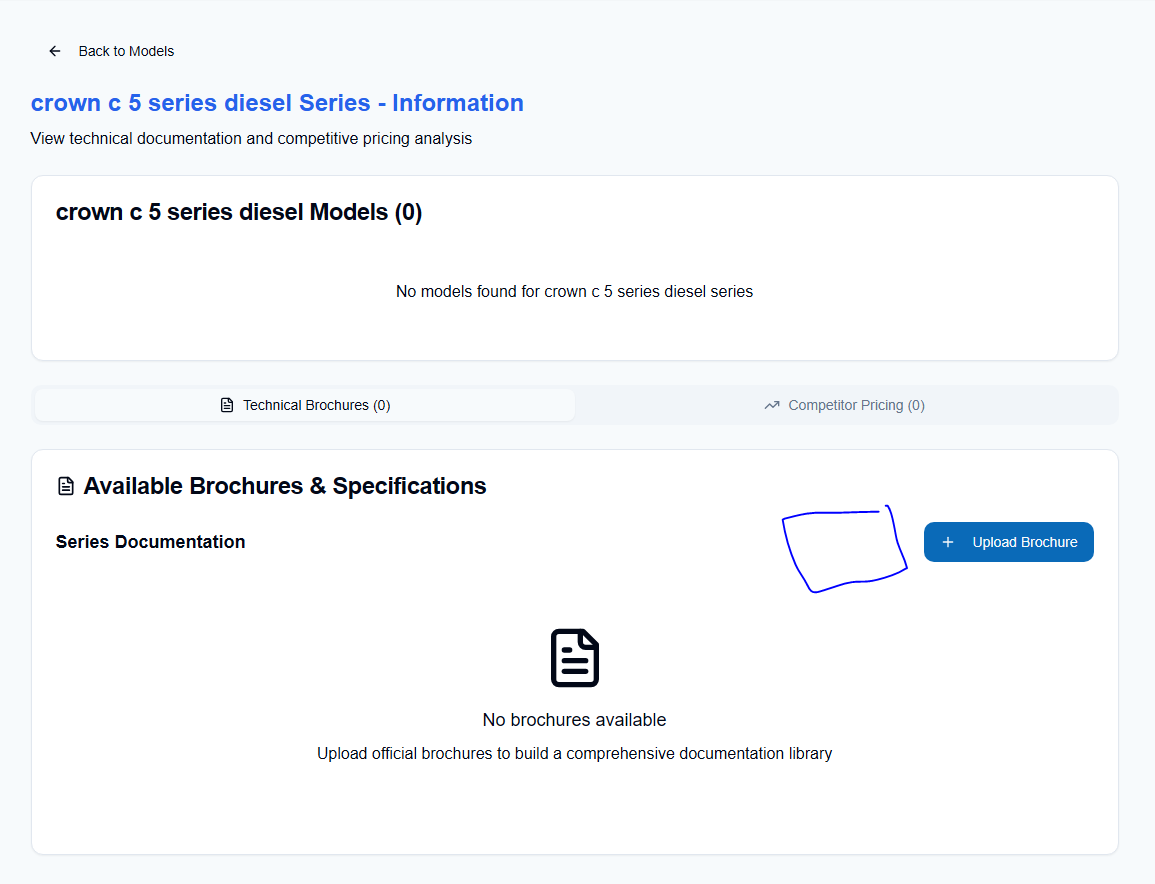 Back to Models
crown c 5 series diesel Series - Information
View technical documentation and competitive pricing analysis
crown c 5 series diesel Models (0)
No models found for crown c 5 series diesel series
Technical Brochures (0)
Competitor Pricing (0)
Available Brochures & Specifications
Series Documentation
Upload Brochure
No brochures available
Upload official brochures to build a comprehensive documentation library